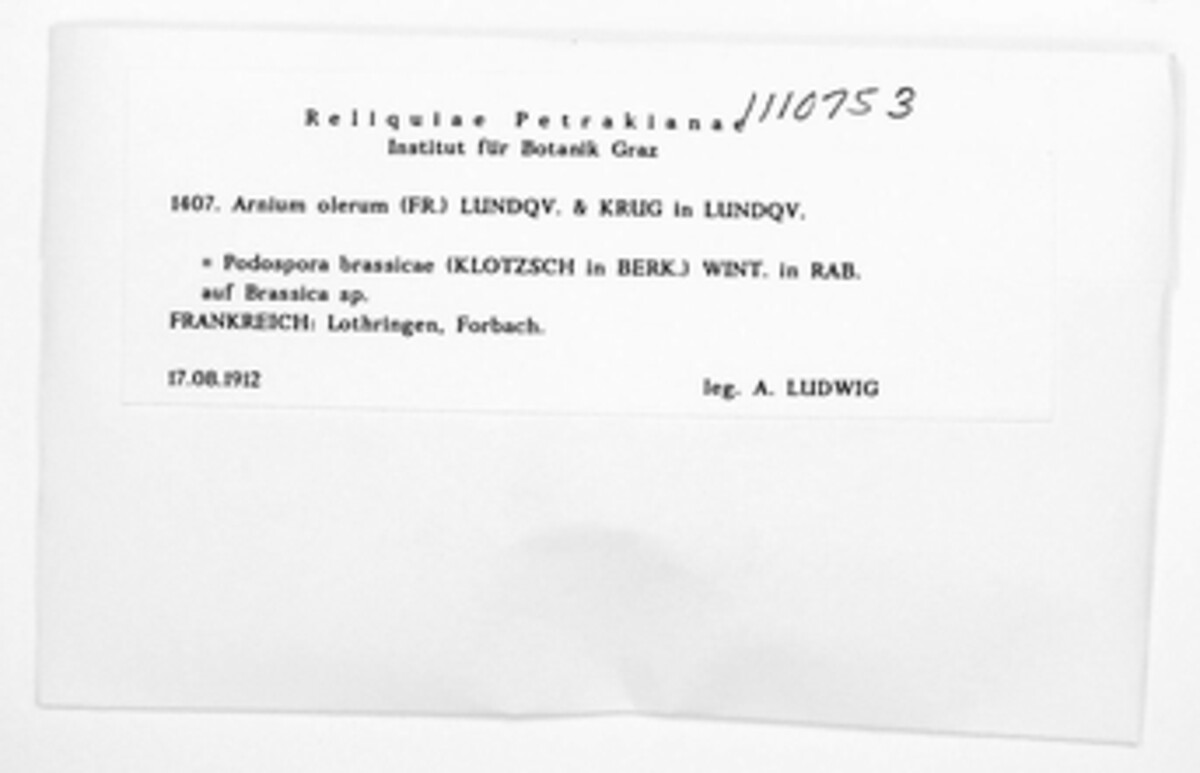 Reliquiae Petrakianae 1110753
Institut für Botanik Graz
1407. Arnium olerum (FR.) LUNDQV. & KRUG in LUNDQV.
= Podospora brassicae (KLOTZSCH in BERK.) WINT. in RAB.
auf Brassica sp.
FRANKREICH: Lothringen, Forbach.
17.08.1912 leg. A. LUDWIG